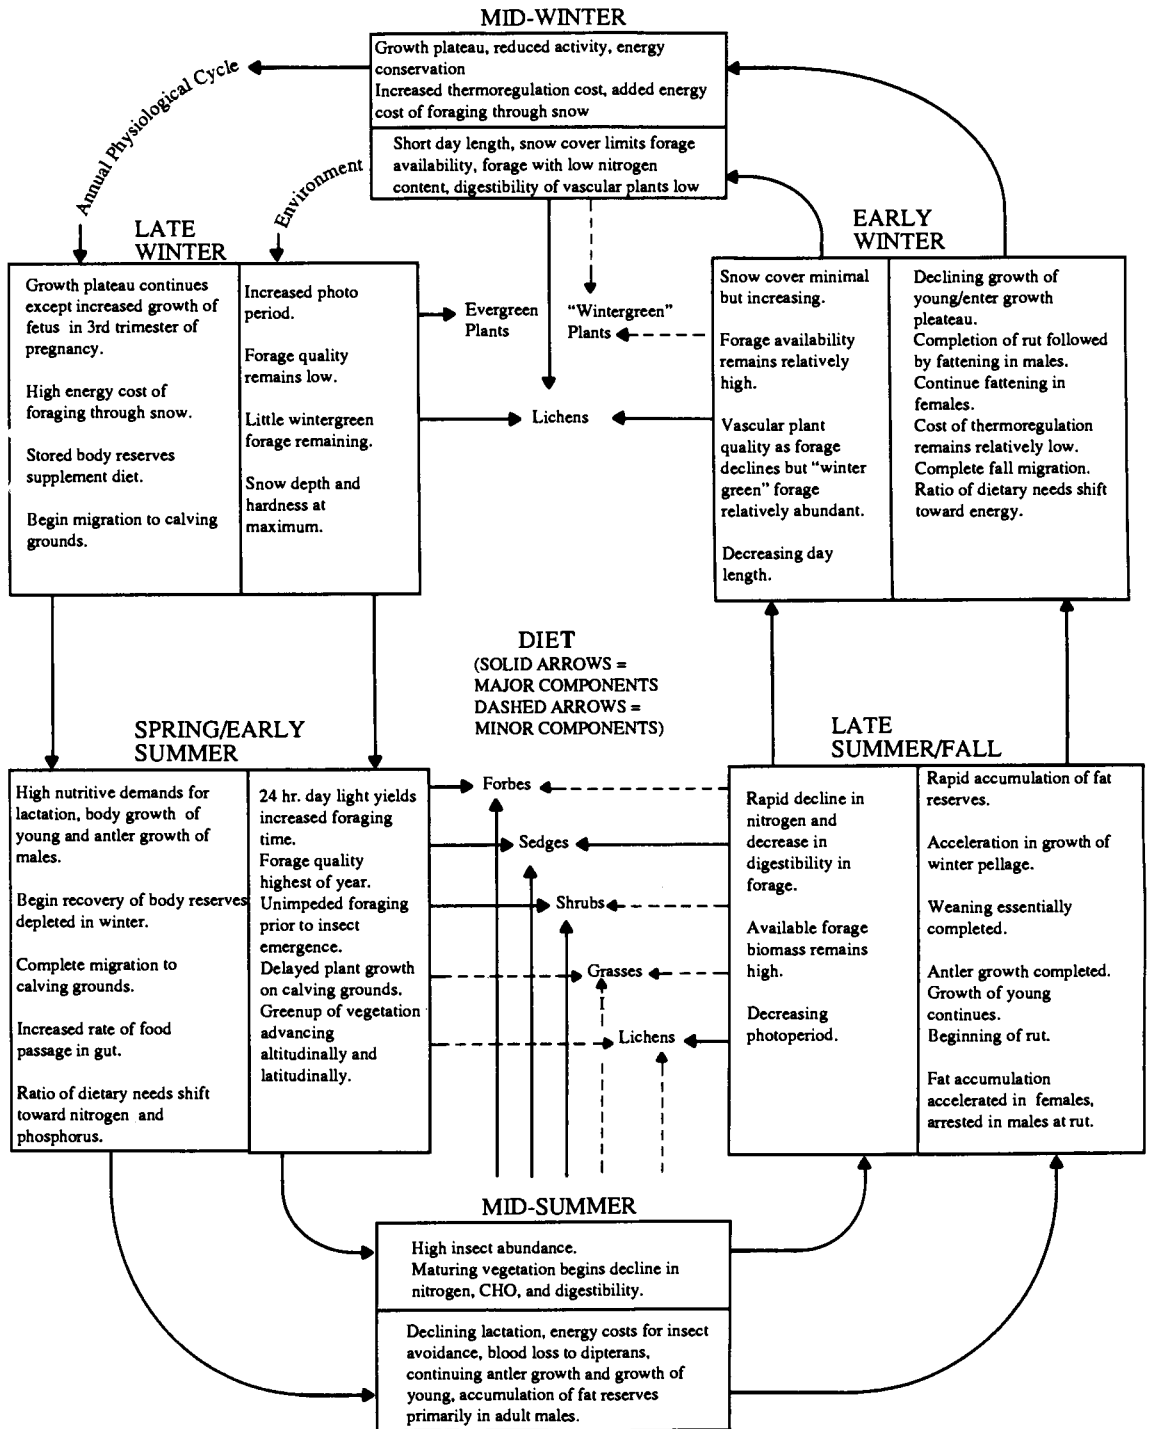 MID-WINTER
Growth plateau, reduced activity, energy
conservation
Increased thermoregulation cost, added energy
cost of foraging through snow
Short day length, snow cover limits forage
availability, forage with low nitrogen
content, digestibility of vascular plants low
Annual Physiological Cycle
Environment
LATE
WINTER
Growth plateau continues
except increased growth of
fetus in 3rd trimester of
pregnancy.
High energy cost of
foraging through snow.
Stored body reserves
supplement diet.
Begin migration to calving
grounds.
Increased photo
period.
Forage quality
remains low.
Little wintergreen
forage remaining.
Snow depth and
hardness at
maximum.
Evergreen
Plants
"Wintergreen"
Plants
Lichens
EARLY
WINTER
Snow cover minimal
but increasing.
Forage availability
remains relatively
high.
Vascular plant
quality as forage
declines but "winter
green" forage
relatively abundant.
Decreasing day
length.
Declining growth of
young/enter growth
pleateau.
Completion of rut followed
by fattening in males.
Continue fattening in
females.
Cost of thermoregulation
remains relatively low.
Complete fall migration.
Ratio of dietary needs shift
toward energy.
DIET
(SOLID ARROWS =
MAJOR COMPONENTS
DASHED ARROWS =
MINOR COMPONENTS)
SPRING/EARLY
SUMMER
High nutritive demands for
lactation, body growth of
young and antler growth of
males.
Begin recovery of body reserves
depleted in winter.
Complete migration to
calving grounds.
Increased rate of food
passage in gut.
Ratio of dietary needs shift
toward nitrogen and
phosphorus.
24 hr. day light yields
increased foraging
time.
Forage quality
highest of year.
Unimpeded foraging
prior to insect
emergence.
Delayed plant growth
on calving grounds.
Greenup of vegetation
advancing
altitudinally and
latitudinally.
Forbes
Sedges
Shrubs
Grasses
Lichens
LATE
SUMMER/FALL
Rapid decline in
nitrogen and
decrease in
digestibility in
forage.
Available forage
biomass remains
high.
Decreasing
photoperiod.
Rapid accumulation of fat
reserves.
Acceleration in growth of
winter pellage.
Weaning essentially
completed.
Antler growth completed.
Growth of young
continues.
Beginning of rut.
Fat accumulation
accelerated in females,
arrested in males at rut.
MID-SUMMER
High insect abundance.
Maturing vegetation begins decline in
nitrogen, CHO, and digestibility.
Declining lactation, energy costs for insect
avoidance, blood loss to dipterans,
continuing antler growth and growth of
young, accumulation of fat reserves
primarily in adult males.